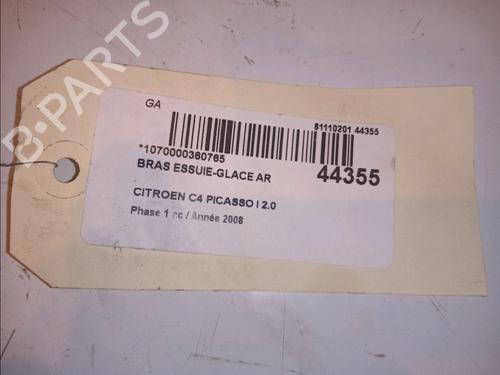 B-PARTS
GA
81110201 44355
*1070000360765
BRAS ESSUIE-GLACE AR
44355
CITROEN C4 PICASSO I 2.0
Phase 1 cc / Année 2008